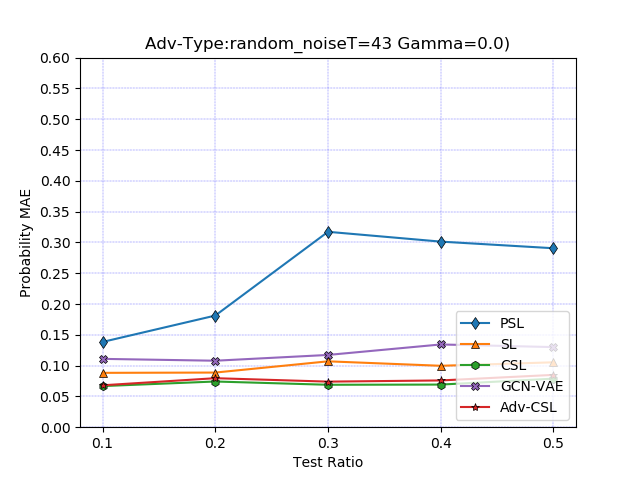 Adv-Type:random_noiseT=43 Gamma=0.0)
Probability MAE
0.60
0.55
0.50
0.45
0.40
0.35
0.30
0.25
0.20
0.15
0.10
0.05
0.00
PSL
SL
CSL
GCN-VAE
Adv-CSL
0.1 0.2 0.3 0.4 0.5
Test Ratio